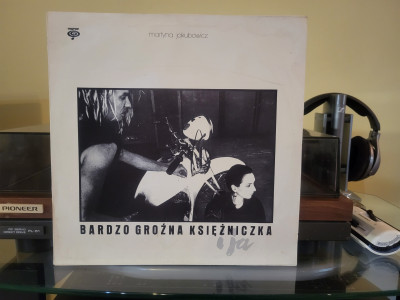 martyna jakubowicz
BARDZO GROŹNA KSIĘŻNICZKA
i ja
PIONEER